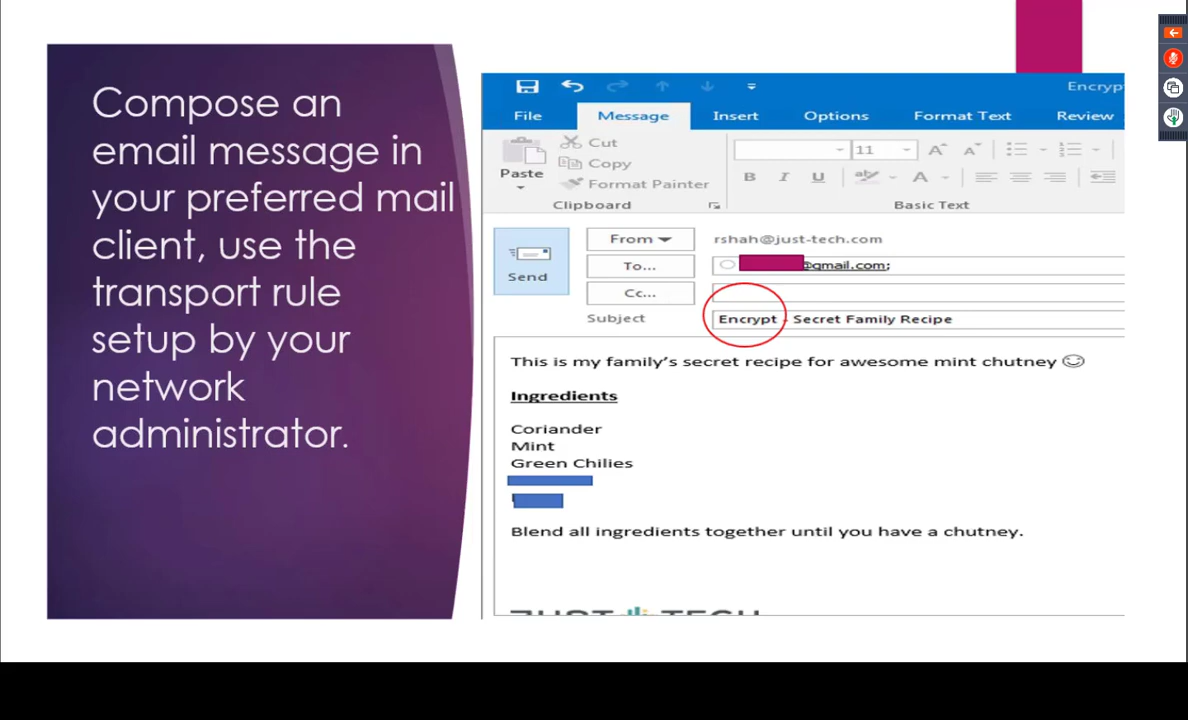 Compose an
email message in
your preferred mail
client, use the
transport rule
setup by your
network
administrator.
Encryp
File Message Insert Options Format Text Review
Paste
Cut
Copy
Format Painter
Clipboard
11
B I U
Basic Text
Send
From rshah@just-tech.com
To... @gmail.com;
Cc...
Subject Encrypt - Secret Family Recipe
This is my family's secret recipe for awesome mint chutney
Ingredients
Coriander
Mint
Green Chilies
Blend all ingredients together until you have a chutney.
JUST TECH